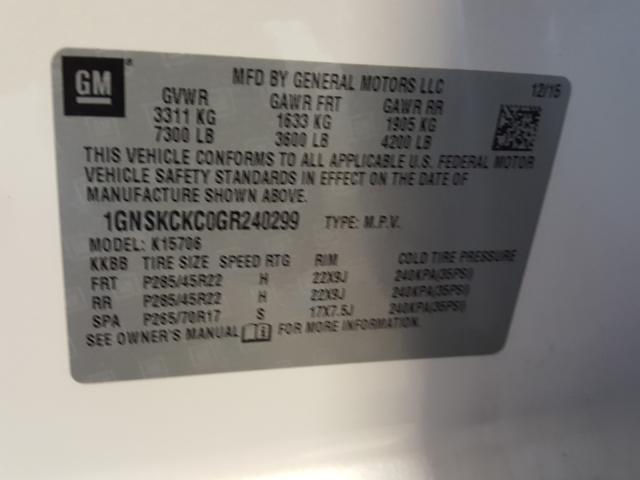 GM
MFD BY GENERAL MOTORS LLC 12/15
GVWR GAWR FRT GAWR RR
3311 KG 1633 KG 1905 KG
7300 LB 3600 LB 4200 LB
THIS VEHICLE CONFORMS TO ALL APPLICABLE U.S. FEDERAL MOTOR
VEHICLE SAFETY STANDARDS IN EFFECT ON THE DATE OF
MANUFACTURE SHOWN ABOVE.
1GNSKCKC0GR240299 TYPE: M.P.V.
MODEL: K15706
KKBB TIRE SIZE SPEED RTG RIM COLD TIRE PRESSURE
FRT P285/45R22 H 22X9J 240KPA(35PSI)
RR P285/45R22 H 22X9J 240KPA(35PSI)
SPA P265/70R17 S 17X7.5J 240KPA(35PSI)
SEE OWNER'S MANUAL FOR MORE INFORMATION.